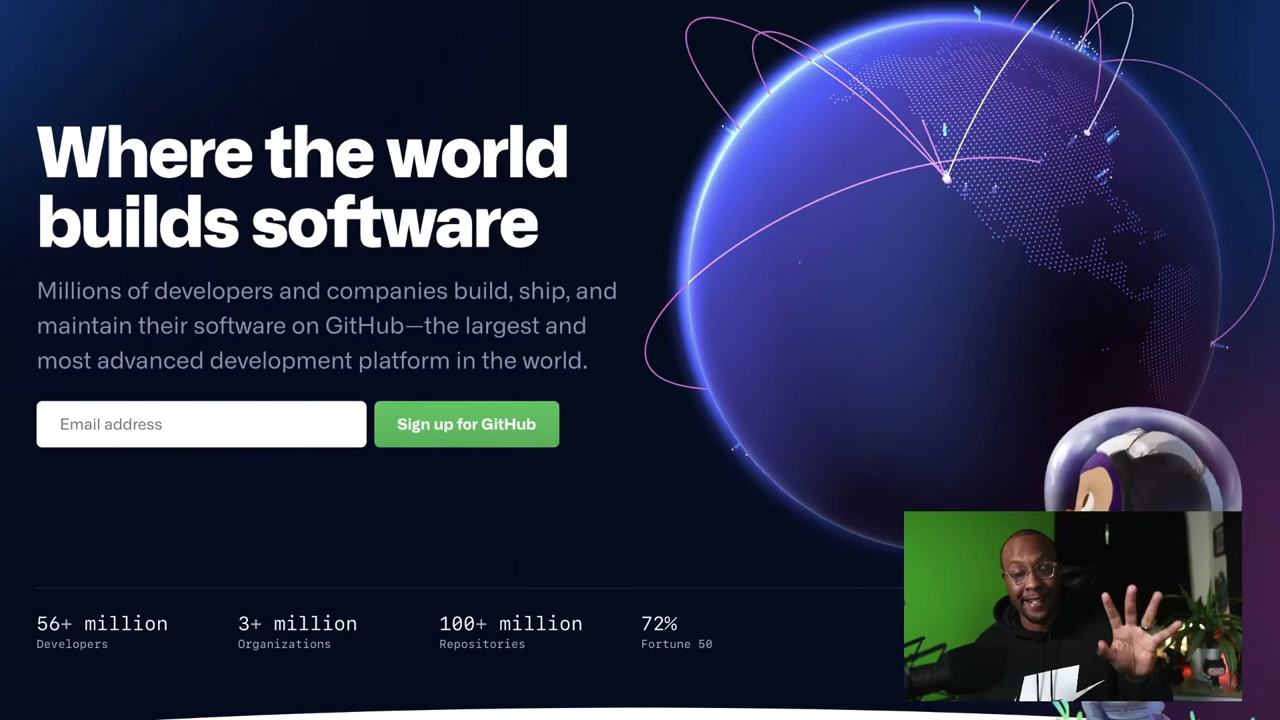 Where the world
builds software
Millions of developers and companies build, ship, and
maintain their software on GitHub—the largest and
most advanced development platform in the world.
Email address
Sign up for GitHub
56+ million
Developers
3+ million
Organizations
100+ million
Repositories
72%
Fortune 50